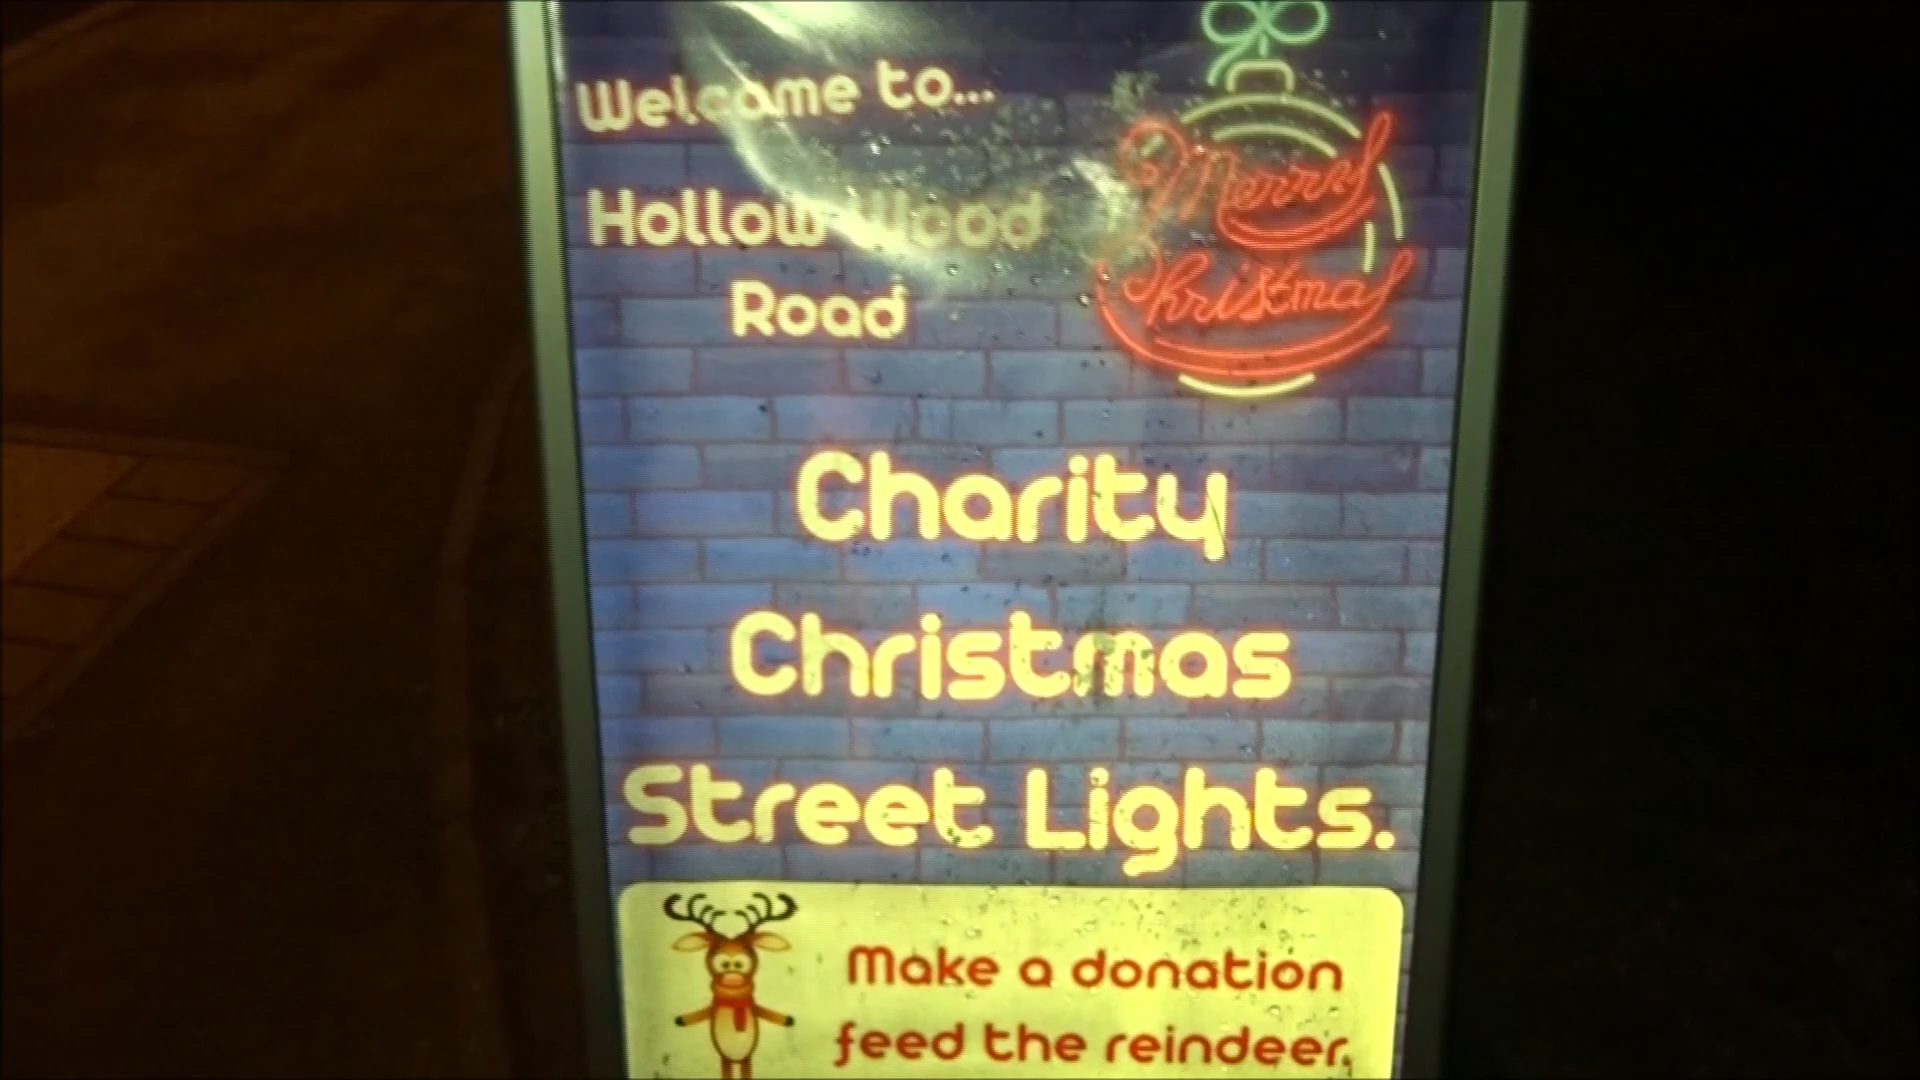 Welcome to...
Hollow Wood
Road
Merry
Christmas
Charity
Christmas
Street Lights.
Make a donation
feed the reindeer.